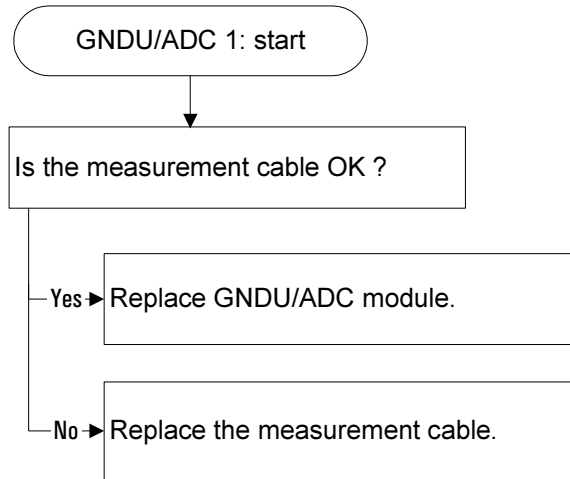 GNDU/ADC 1: start
Is the measurement cable OK ?
Yes
Replace GNDU/ADC module.
No
Replace the measurement cable.